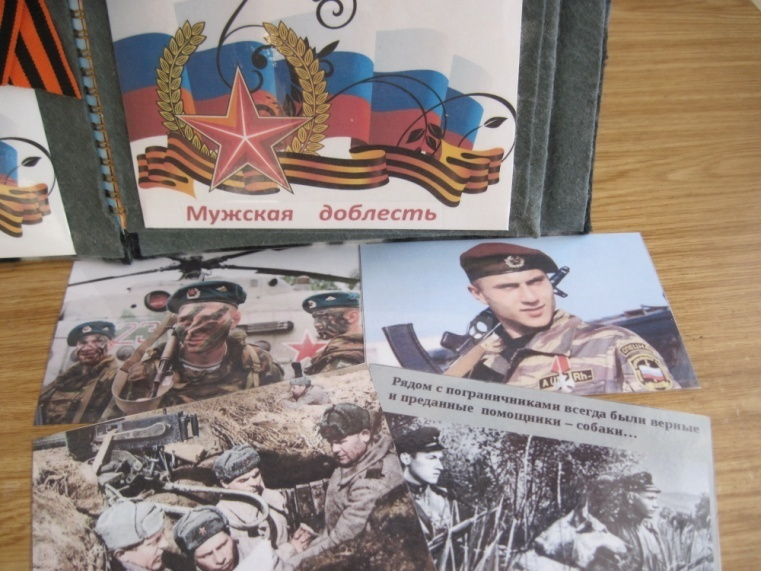 Мужская доблесть
Рядом с пограничниками всегда были верные
и преданные помощники – собаки...